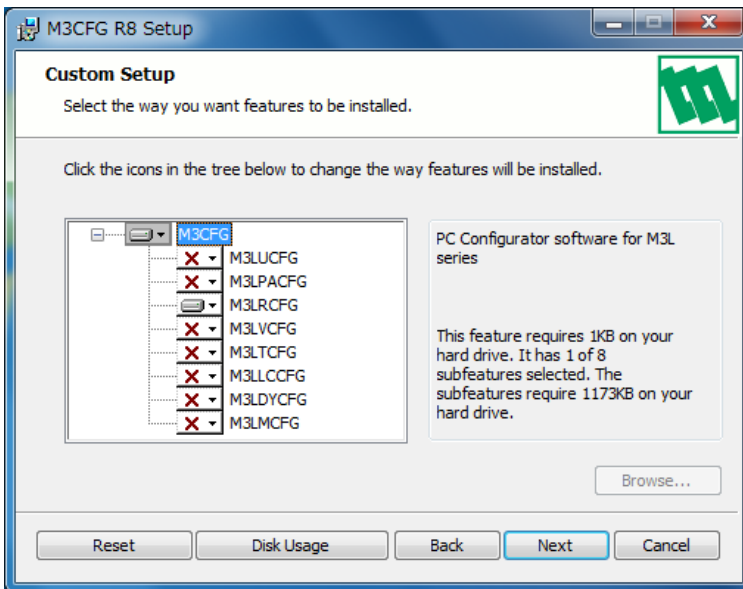 M3CFG R8 Setup
Custom Setup
Select the way you want features to be installed.
Click the icons in the tree below to change the way features will be installed.
M3CFG
M3LUCFG
M3LPACFG
M3LRCFG
M3LVCFG
M3LTCFG
M3LLCCFG
M3LDYCFG
M3LMCFG
PC Configurator software for M3L
series
This feature requires 1KB on your
hard drive. It has 1 of 8
subfeatures selected. The
subfeatures require 1173KB on your
hard drive.
Browse...
Reset
Disk Usage
Back
Next
Cancel